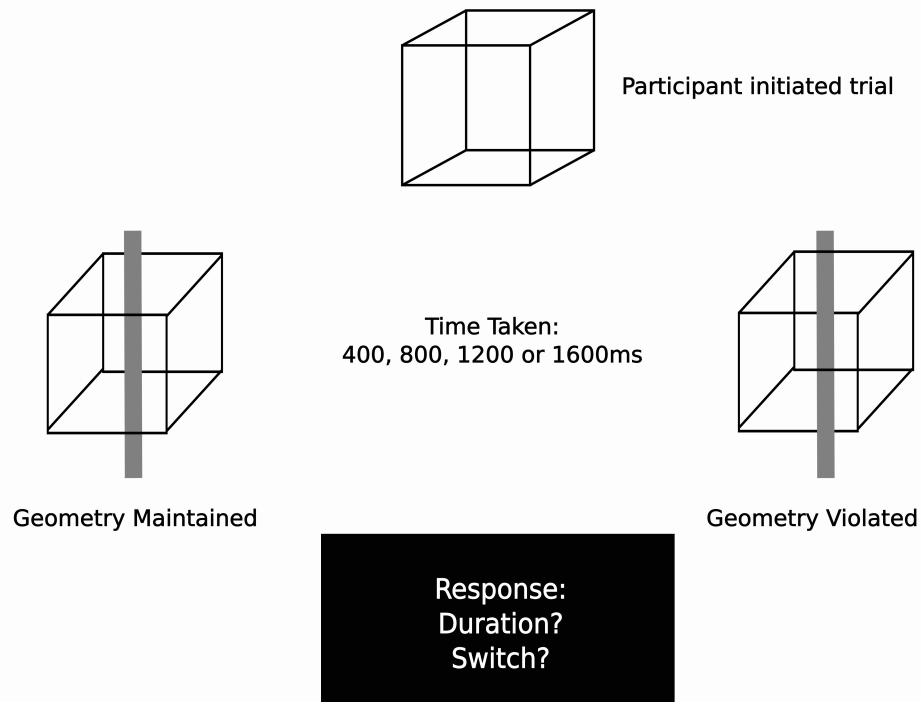 Participant initiated trial
Time Taken:
400, 800, 1200 or 1600ms
Geometry Maintained
Geometry Violated
Response:
Duration?
Switch?